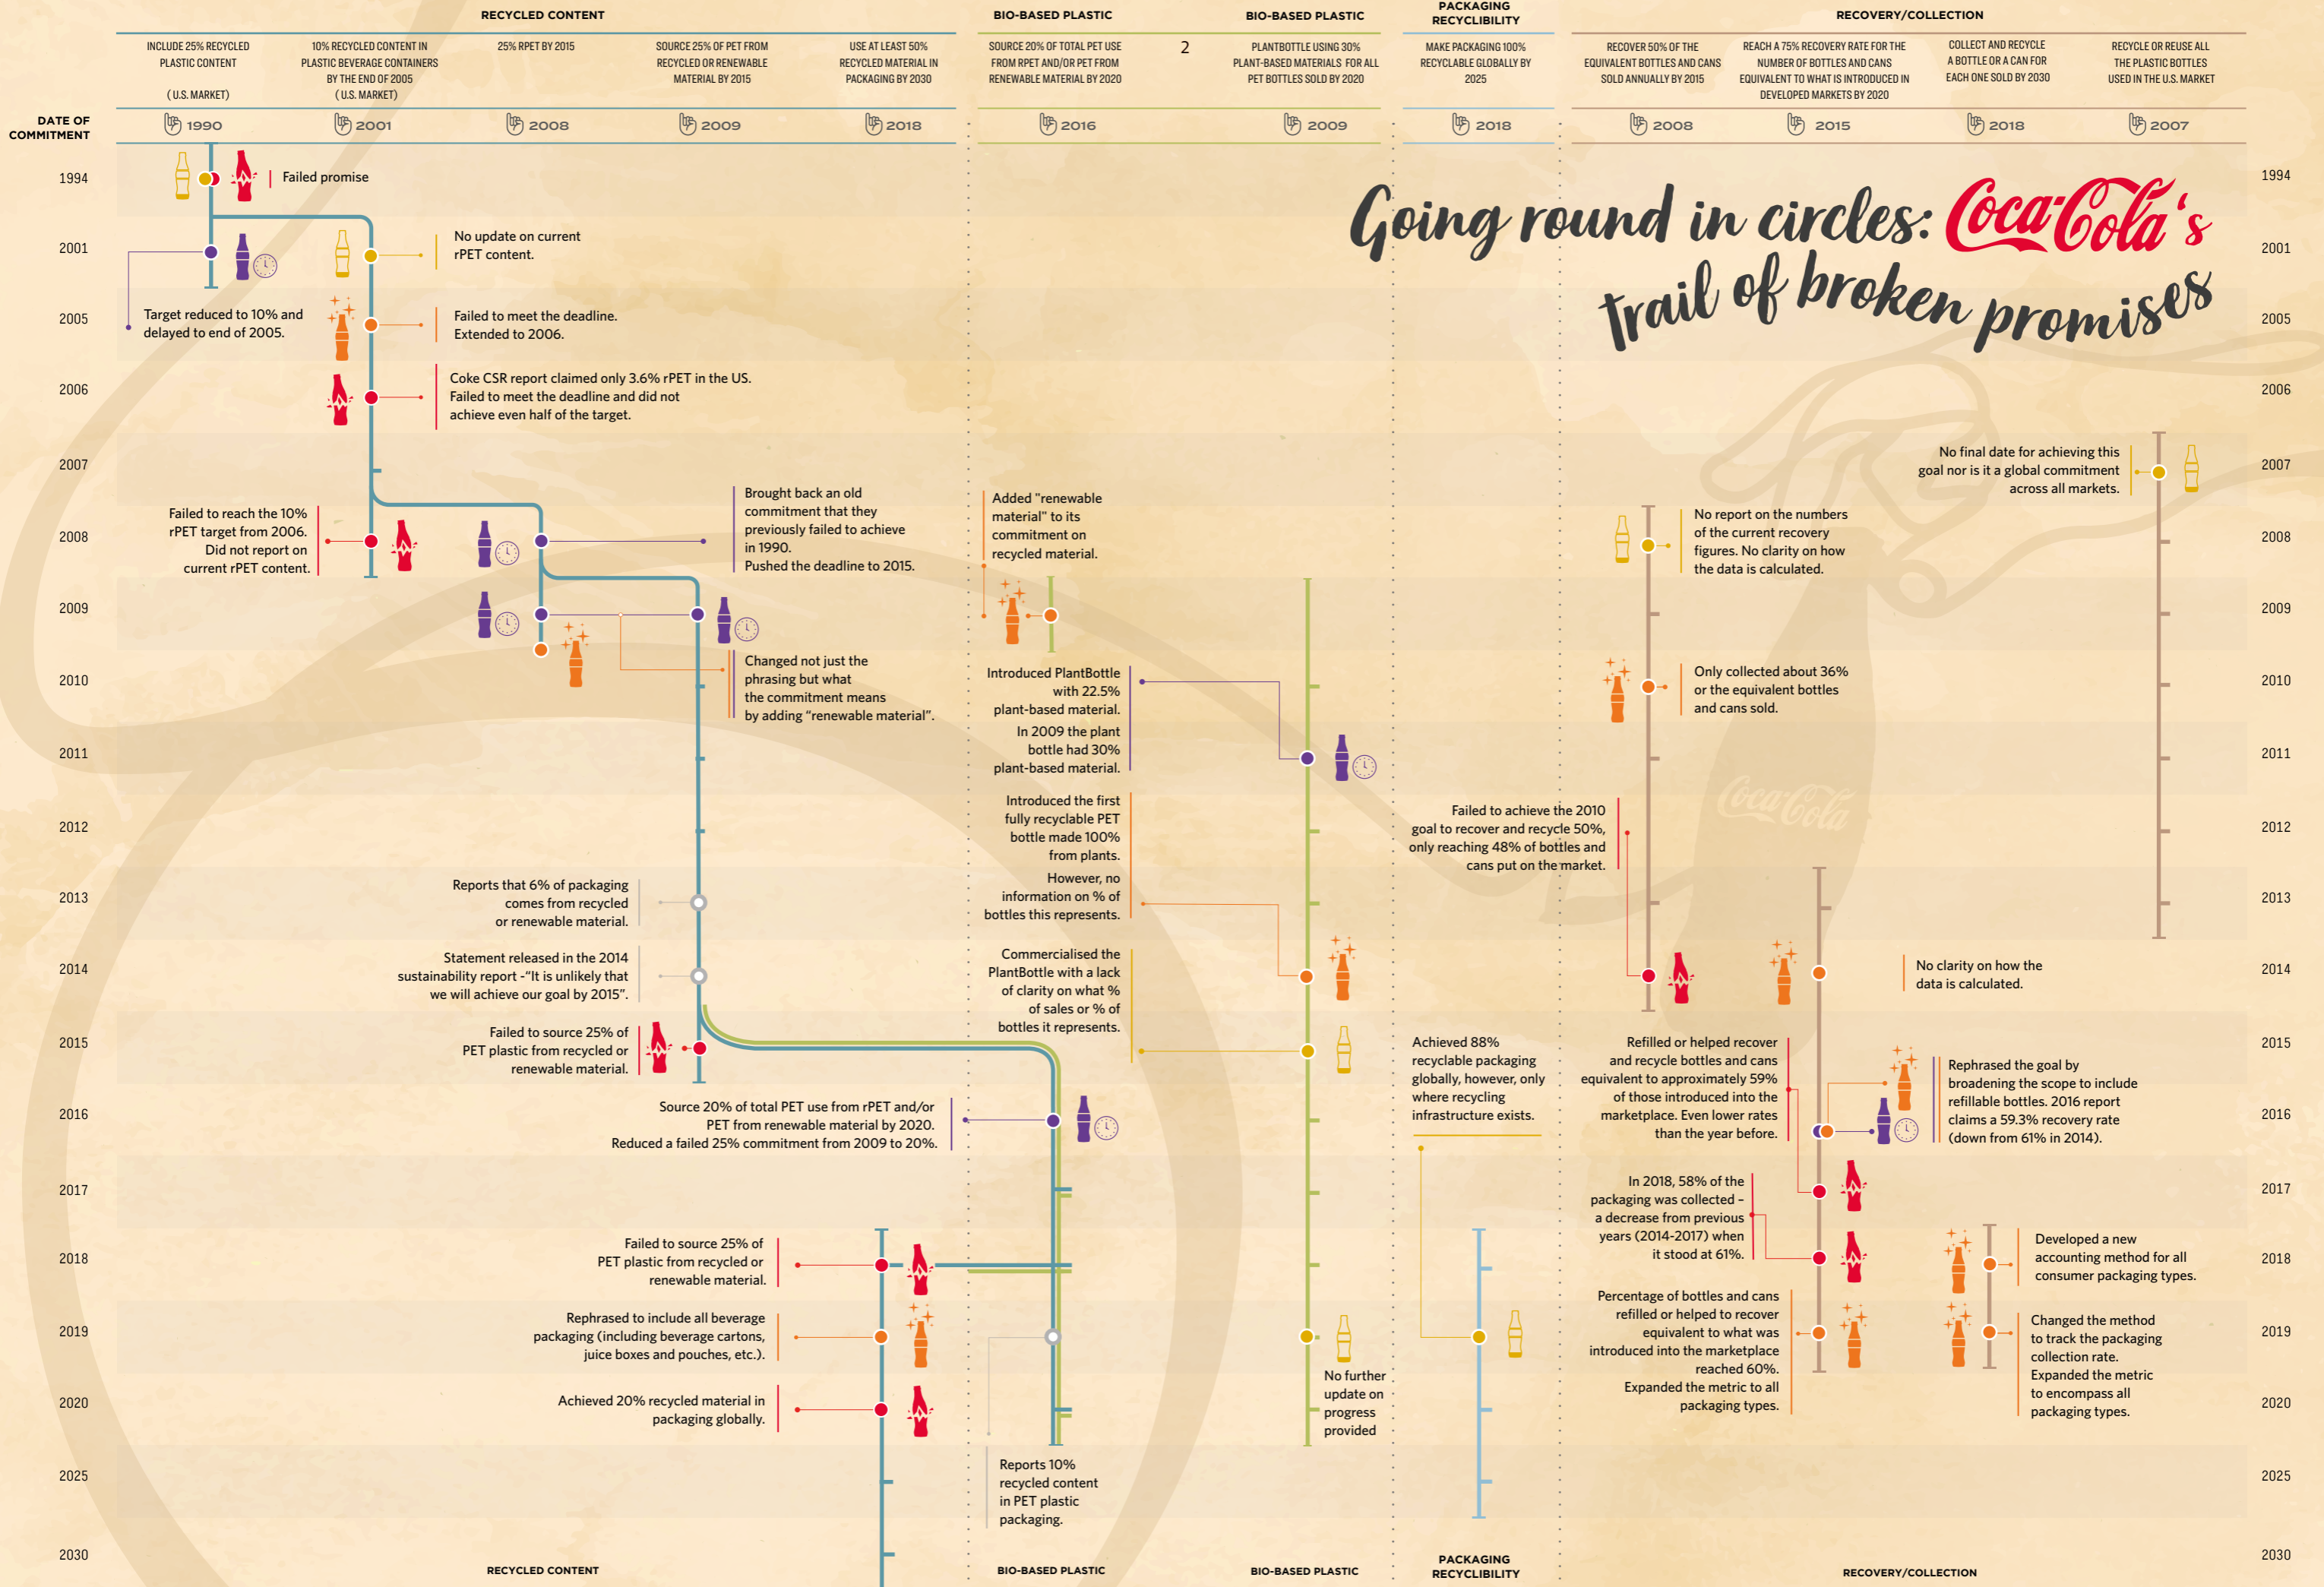 RECYCLED CONTENT
BIO-BASED PLASTIC
BIO-BASED PLASTIC
PACKAGING
RECYCLIBILITY
RECOVERY/COLLECTION
INCLUDE 25% RECYCLED
PLASTIC CONTENT
( U.S. MARKET)
10% RECYCLED CONTENT IN
PLASTIC BEVERAGE CONTAINERS
BY THE END OF 2005
( U.S. MARKET)
25% RPET BY 2015
SOURCE 25% OF PET FROM
RECYCLED OR RENEWABLE
MATERIAL BY 2015
USE AT LEAST 50%
RECYCLED MATERIAL IN
PACKAGING BY 2030
SOURCE 20% OF TOTAL PET USE
FROM RPET AND/OR PET FROM
RENEWABLE MATERIAL BY 2020
2
PLANTBOTTLE USING 30%
PLANT-BASED MATERIALS FOR ALL
PET BOTTLES SOLD BY 2020
MAKE PACKAGING 100%
RECYCLABLE GLOBALLY BY
2025
RECOVER 50% OF THE
EQUIVALENT BOTTLES AND CANS
SOLD ANNUALLY BY 2015
REACH A 75% RECOVERY RATE FOR THE
NUMBER OF BOTTLES AND CANS
EQUIVALENT TO WHAT IS INTRODUCED IN
DEVELOPED MARKETS BY 2020
COLLECT AND RECYCLE
A BOTTLE OR A CAN FOR
EACH ONE SOLD BY 2030
RECYCLE OR REUSE ALL
THE PLASTIC BOTTLES
USED IN THE U.S. MARKET
DATE OF
COMMITMENT
1990
2001
2008
2009
2018
2016
2009
2018
2008
2015
2018
2007
Going round in circles: Coca-Cola's
trail of broken promises
1994
Failed promise
1994
2001
No update on current
rPET content.
2001
Target reduced to 10% and
delayed to end of 2005.
2005
Failed to meet the deadline.
Extended to 2006.
2005
2006
Coke CSR report claimed only 3.6% rPET in the US.
Failed to meet the deadline and did not
achieve even half of the target.
2006
2007
No final date for achieving this
goal nor is it a global commitment
across all markets.
2007
2008
Failed to reach the 10%
rPET target from 2006.
Did not report on
current rPET content.
Brought back an old
commitment that they
previously failed to achieve
in 1990.
Pushed the deadline to 2015.
Added "renewable
material" to its
commitment on
recycled material.
No report on the numbers
of the current recovery
figures. No clarity on how
the data is calculated.
2008
2009
2009
Changed not just the
phrasing but what
the commitment means
by adding “renewable material”.
2010
Introduced PlantBottle
with 22.5%
plant-based material.
In 2009 the plant
bottle had 30%
plant-based material.
Only collected about 36%
or the equivalent bottles
and cans sold.
2010
2011
2011
2012
Introduced the first
fully recyclable PET
bottle made 100%
from plants.
However, no
information on % of
bottles this represents.
Failed to achieve the 2010
goal to recover and recycle 50%,
only reaching 48% of bottles and
cans put on the market.
Coca-Cola
2012
2013
Reports that 6% of packaging
comes from recycled
or renewable material.
2013
2014
Statement released in the 2014
sustainability report -“It is unlikely that
we will achieve our goal by 2015”.
Commercialised the
PlantBottle with a lack
of clarity on what %
of sales or % of
bottles it represents.
No clarity on how the
data is calculated.
2014
2015
Failed to source 25% of
PET plastic from recycled or
renewable material.
Achieved 88%
recyclable packaging
globally, however, only
where recycling
infrastructure exists.
Refilled or helped recover
and recycle bottles and cans
equivalent to approximately 59%
of those introduced into the
marketplace. Even lower rates
than the year before.
Rephrased the goal by
broadening the scope to include
refillable bottles. 2016 report
claims a 59.3% recovery rate
(down from 61% in 2014).
2015
2016
Source 20% of total PET use from rPET and/or
PET from renewable material by 2020.
Reduced a failed 25% commitment from 2009 to 20%.
2016
2017
In 2018, 58% of the
packaging was collected –
a decrease from previous
years (2014-2017) when
it stood at 61%.
2017
2018
Failed to source 25% of
PET plastic from recycled or
renewable material.
Developed a new
accounting method for all
consumer packaging types.
2018
2019
Rephrased to include all beverage
packaging (including beverage cartons,
juice boxes and pouches, etc.).
No further
update on
progress
provided
Percentage of bottles and cans
refilled or helped to recover
equivalent to what was
introduced into the marketplace
reached 60%.
Expanded the metric to all
packaging types.
Changed the method
to track the packaging
collection rate.
Expanded the metric
to encompass all
packaging types.
2019
2020
Achieved 20% recycled material in
packaging globally.
2020
2025
Reports 10%
recycled content
in PET plastic
packaging.
2025
2030
2030
RECYCLED CONTENT
BIO-BASED PLASTIC
BIO-BASED PLASTIC
PACKAGING
RECYCLIBILITY
RECOVERY/COLLECTION